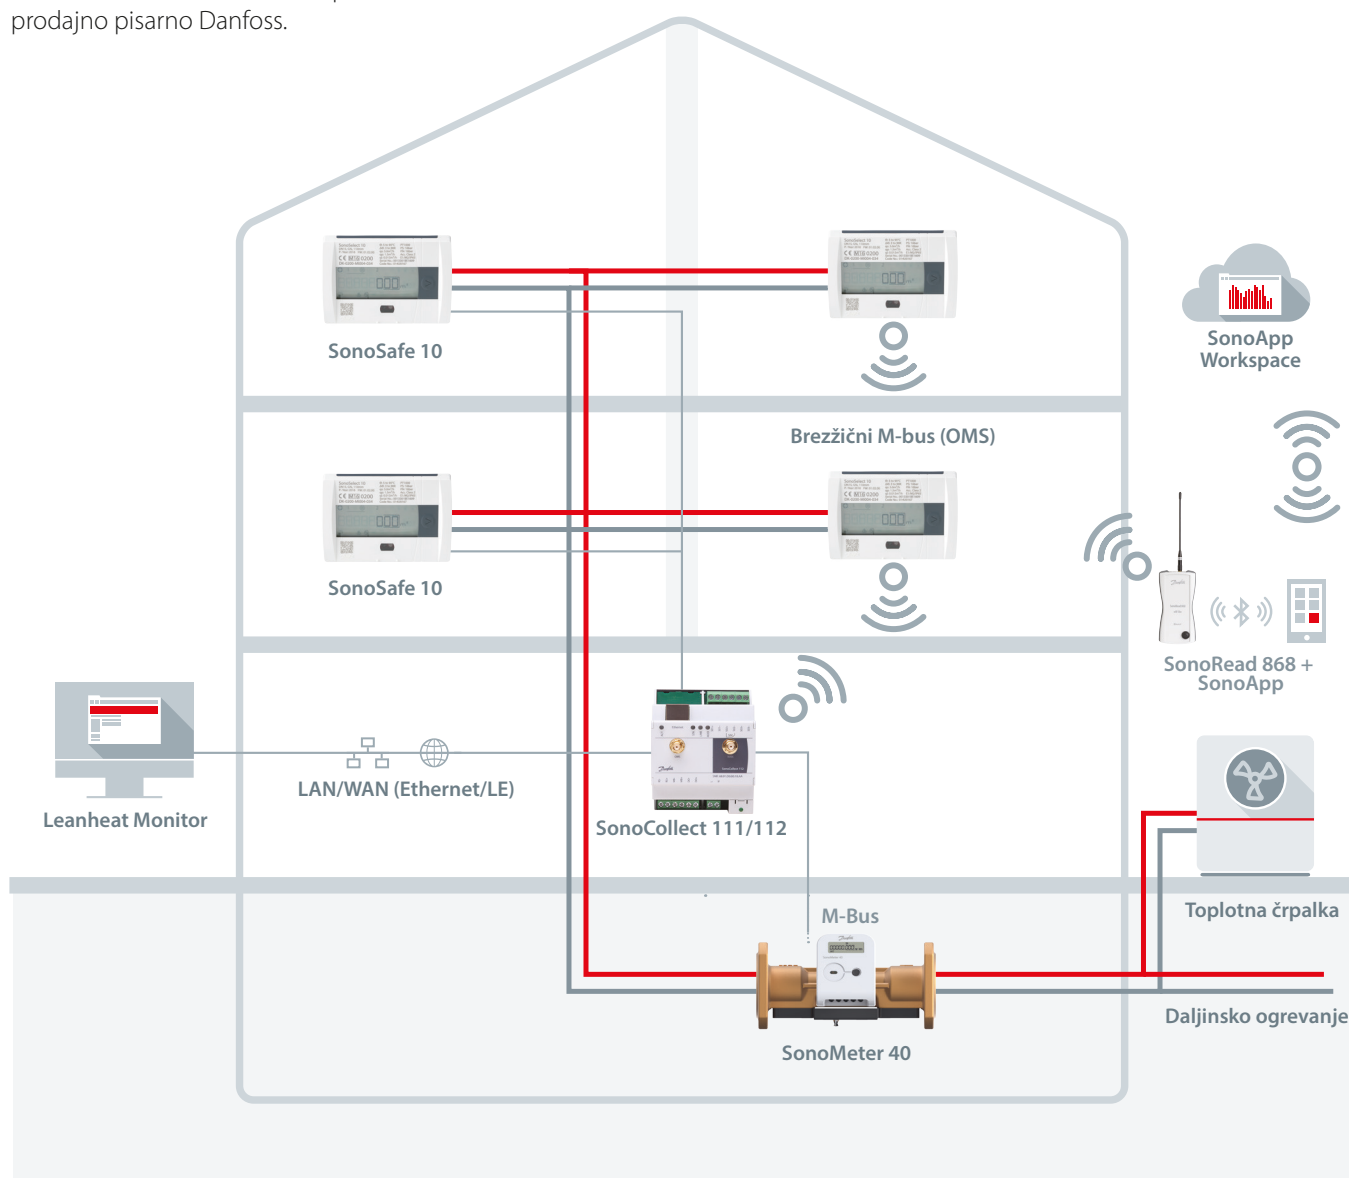 prodajno pisarno Danfoss.
SonoSafe 10
SonoApp
Workspace
Brezžični M-bus (OMS)
SonoSafe 10
SonoRead 868 +
SonoApp
LAN/WAN (Ethernet/LE)
Leanheat Monitor
SonoCollect 111/112
M-Bus
Toplotna črpalka
Daljinsko ogrevanje
SonoMeter 40